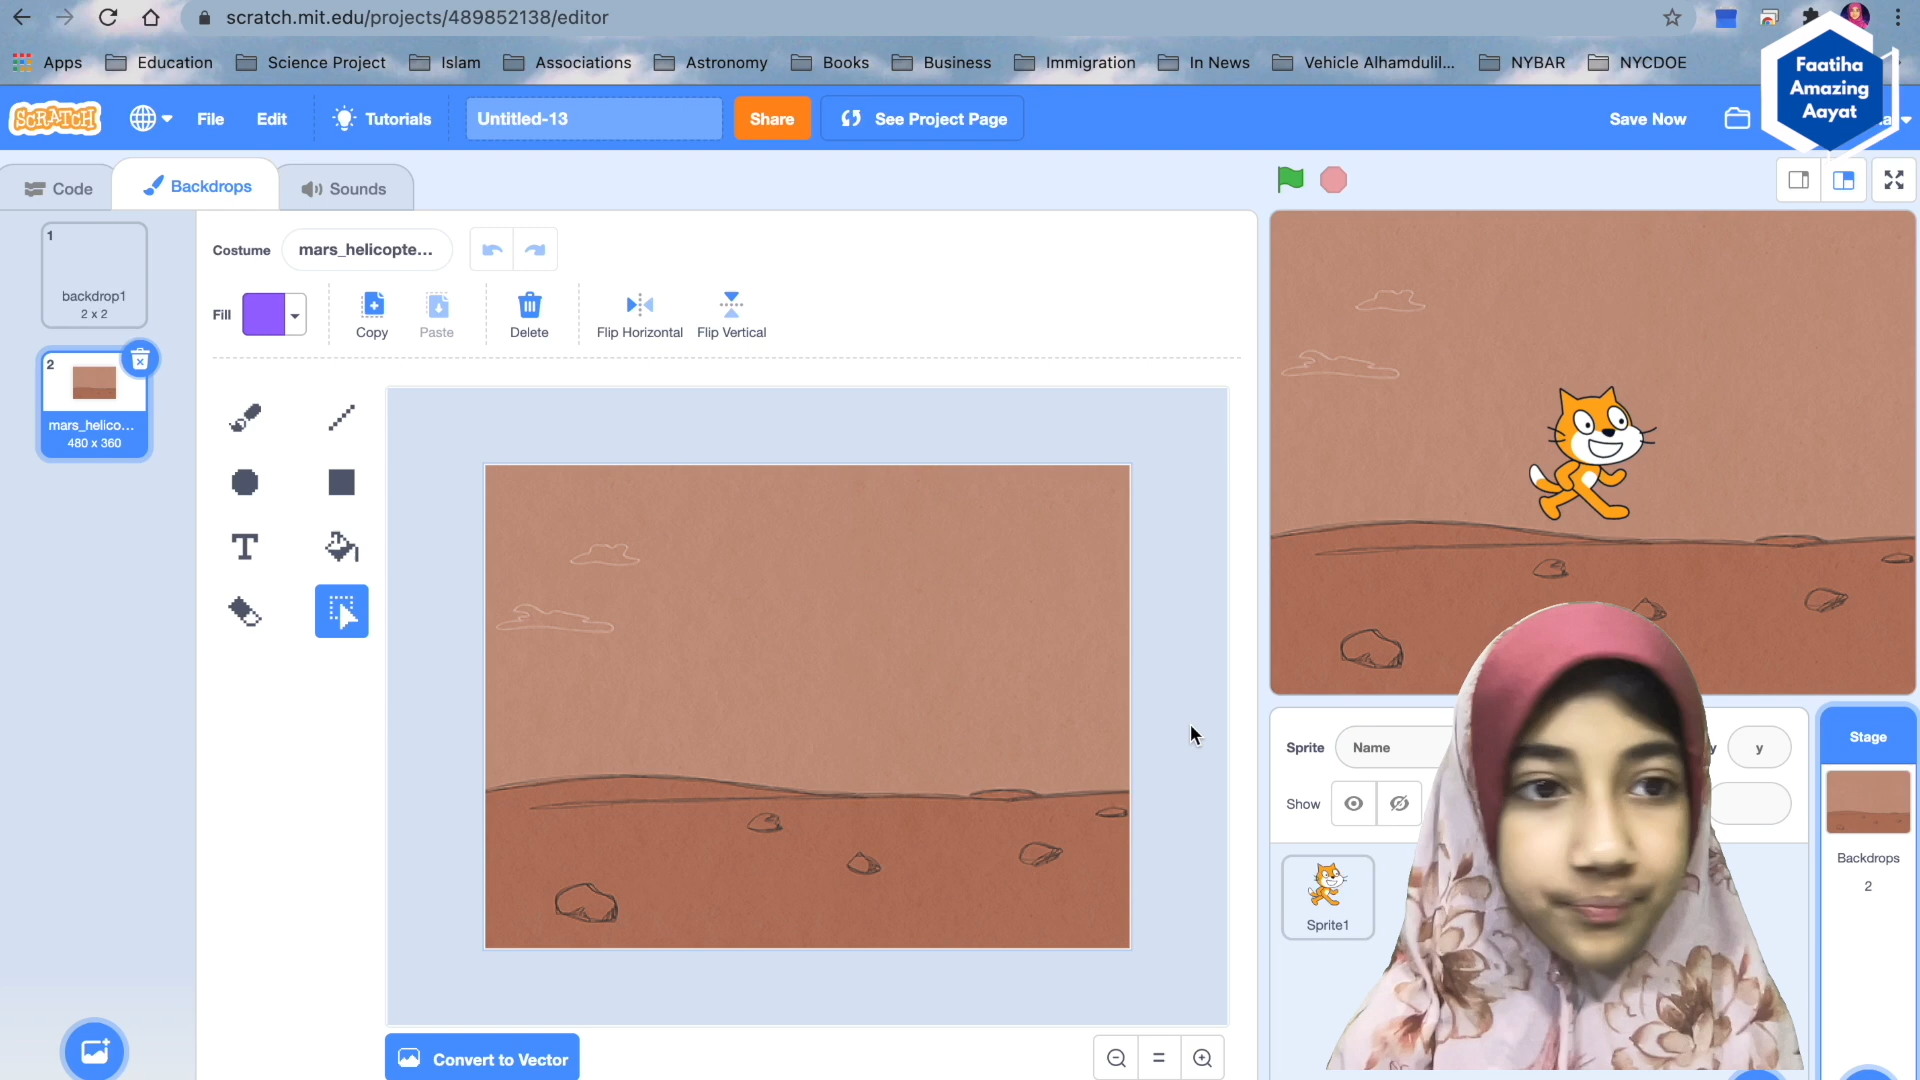 scratch.mit.edu/projects/489852138/editor
Apps Education Science Project Islam Associations Astronomy Books Business Immigration In News Vehicle Alhamdulil... NYBAR NYCDOE
Faatiha
Amazing
Aayat
SCRATCH File Edit Tutorials Untitled-13 Share See Project Page Save Now
Code Backdrops Sounds
1
backdrop1
2 x 2
2
mars_helico...
480 x 360
Costume mars_helicopte...
Fill Copy Paste Delete Flip Horizontal Flip Vertical
T
Convert to Vector
Sprite Name y y
Show
Sprite1
Stage
Backdrops
2